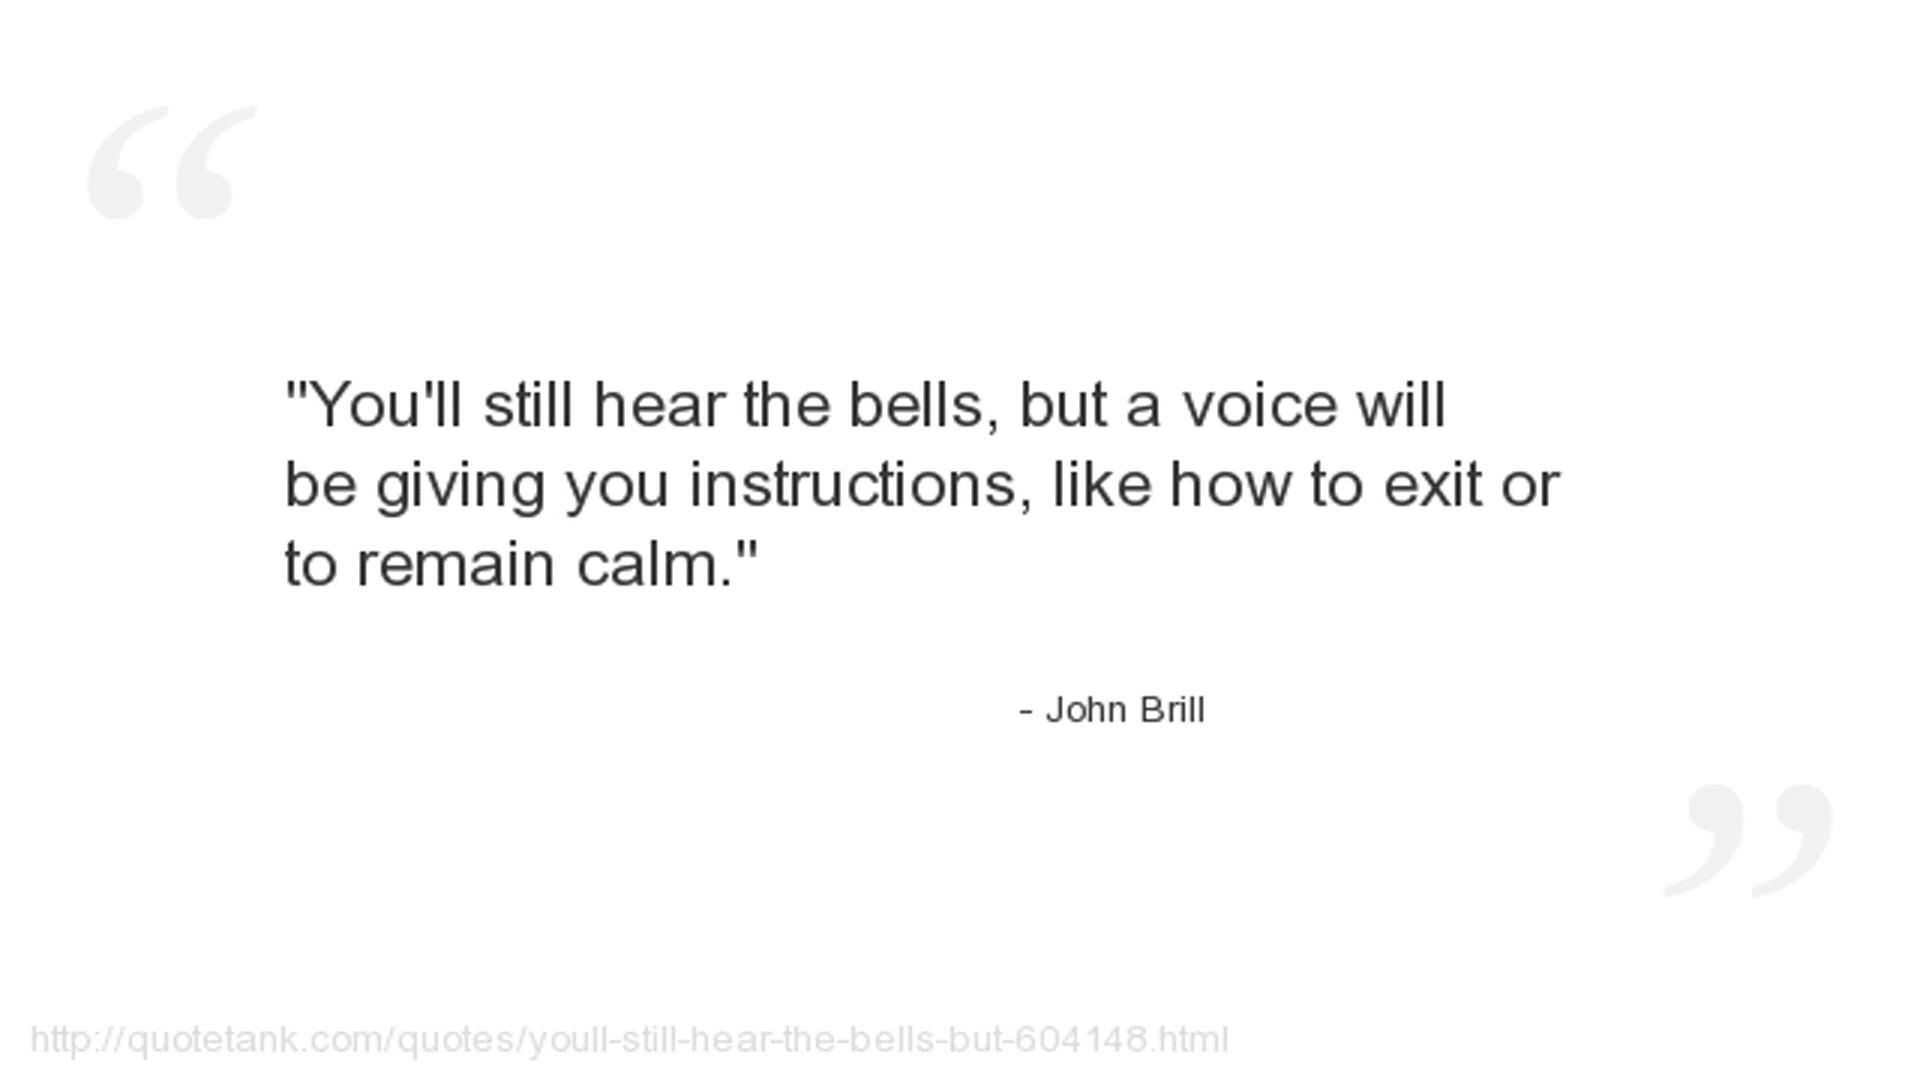 "You'll still hear the bells, but a voice will
be giving you instructions, like how to exit or
to remain calm."
- John Brill
http://quotetank.com/quotes/youll-still-hear-the-bells-but-604148.html